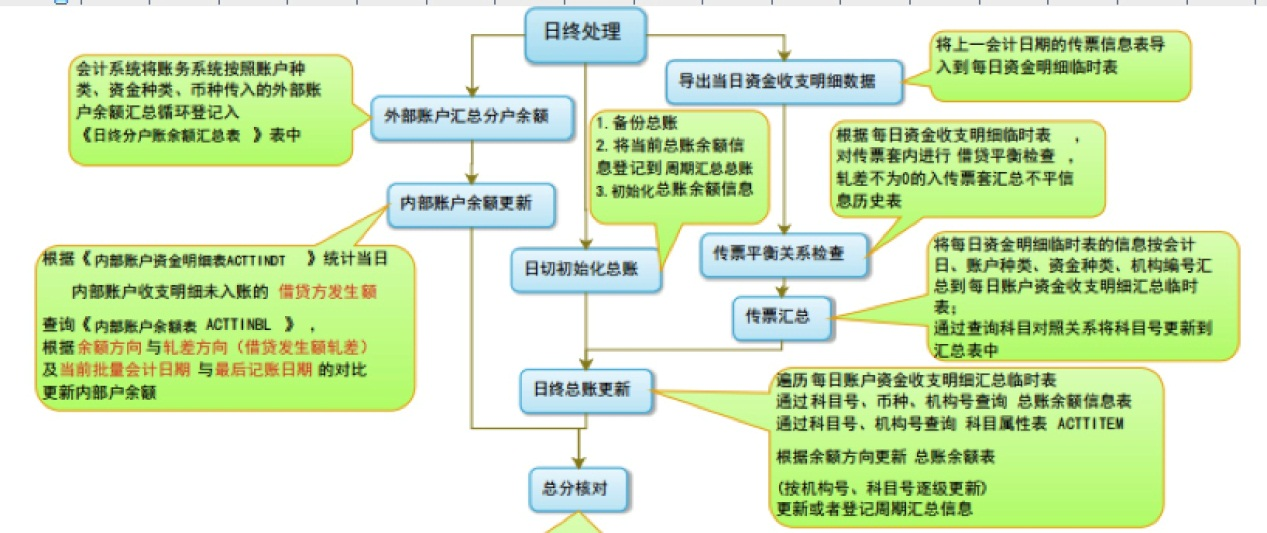 日终处理
会计系统将账务系统按照账户种
类、资金种类、币种传入的外部账
户余额汇总循环登记入
《日终分户账余额汇总表 》表中
外部账户汇总分户余额
导出当日资金收支明细数据
将上一会计日期的传票信息表导
入到每日资金明细临时表
1. 备份总账
2. 将当前总账余额信
息登记到 周期汇总总账
3. 初始化总账余额信息
根据 每日资金收支明细临时表 ，
对传票套内进行 借贷平衡检查 ，
轧差不为0的入传票套汇总不平信
息历史表
内部账户余额更新
根据《 内部账户资金明细表ACTTINDT 》统计当日
内部账户收支明细未入账的 借贷方发生额
查询《 内部账户余额表 ACTTINBL 》 ，
根据余额方向 与轧差方向（借贷发生额轧差）
及当前批量会计日期 与最后记账日期 的对比
更新内部户余额
日切初始化总账
传票平衡关系检查
将每日资金明细临时表的信息按会计
日、账户种类、资金种类、机构编号汇
总到 每日账户资金收支明细汇总临时
表；
通过查询科目对照关系将科目号更新到
汇总表中
传票汇总
日终总账更新
遍历 每日账户资金收支明细汇总临时表
通过科目号、币种、机构号查询 总账余额信息表
通过科目号、机构号查询 科目属性表 ACTTITEM
根据余额方向更新 总账余额表
(按机构号、科目号逐级更新)
更新或者登记周期汇总信息
总分核对